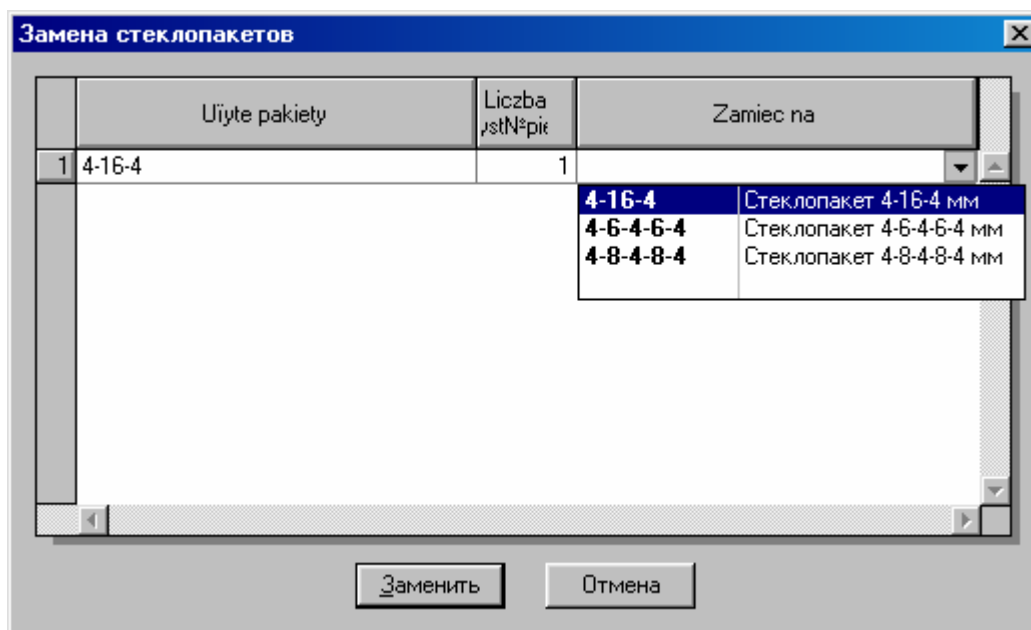 Замена стеклопакетов
Uїyte pakiety
Liczba
ystN²pie
Zamiec na
1 4-16-4 1
4-16-4 Стеклопакет 4-16-4 мм
4-6-4-6-4 Стеклопакет 4-6-4-6-4 мм
4-8-4-8-4 Стеклопакет 4-8-4-8-4 мм
Заменить
Отмена